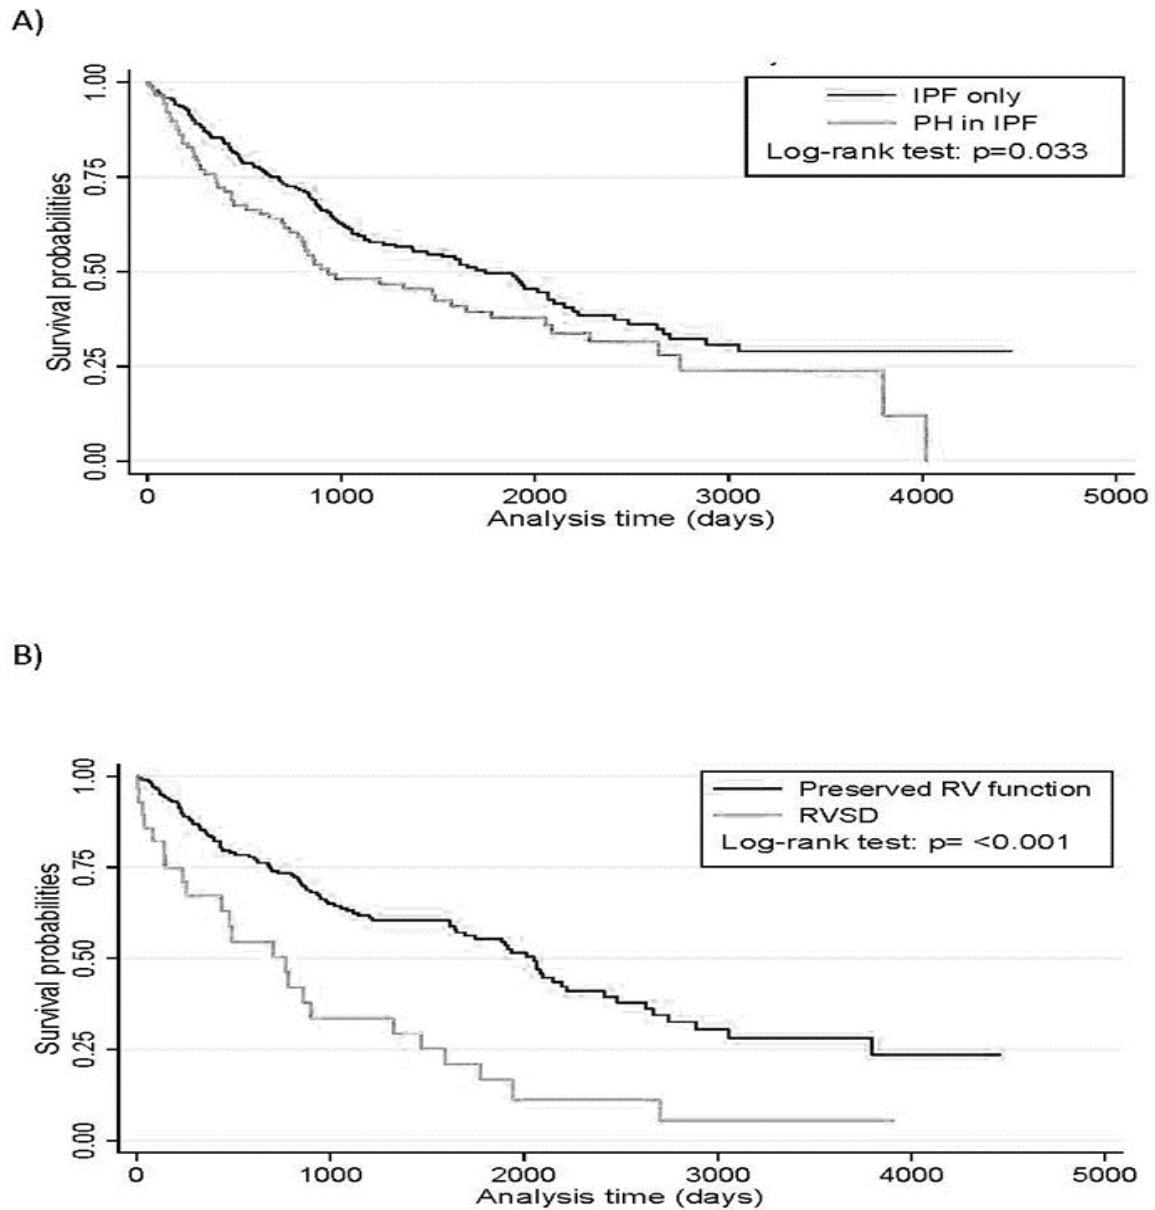 A)
Survival probabilities
1.00
0.75
0.50
0.25
0.00
IPF only
PH in IPF
Log-rank test: p=0.033
0 1000 2000 3000 4000 5000
Analysis time (days)
B)
Survival probabilities
1.00
0.75
0.50
0.25
0.00
Preserved RV function
RVSD
Log-rank test: p= <0.001
0 1000 2000 3000 4000 5000
Analysis time (days)